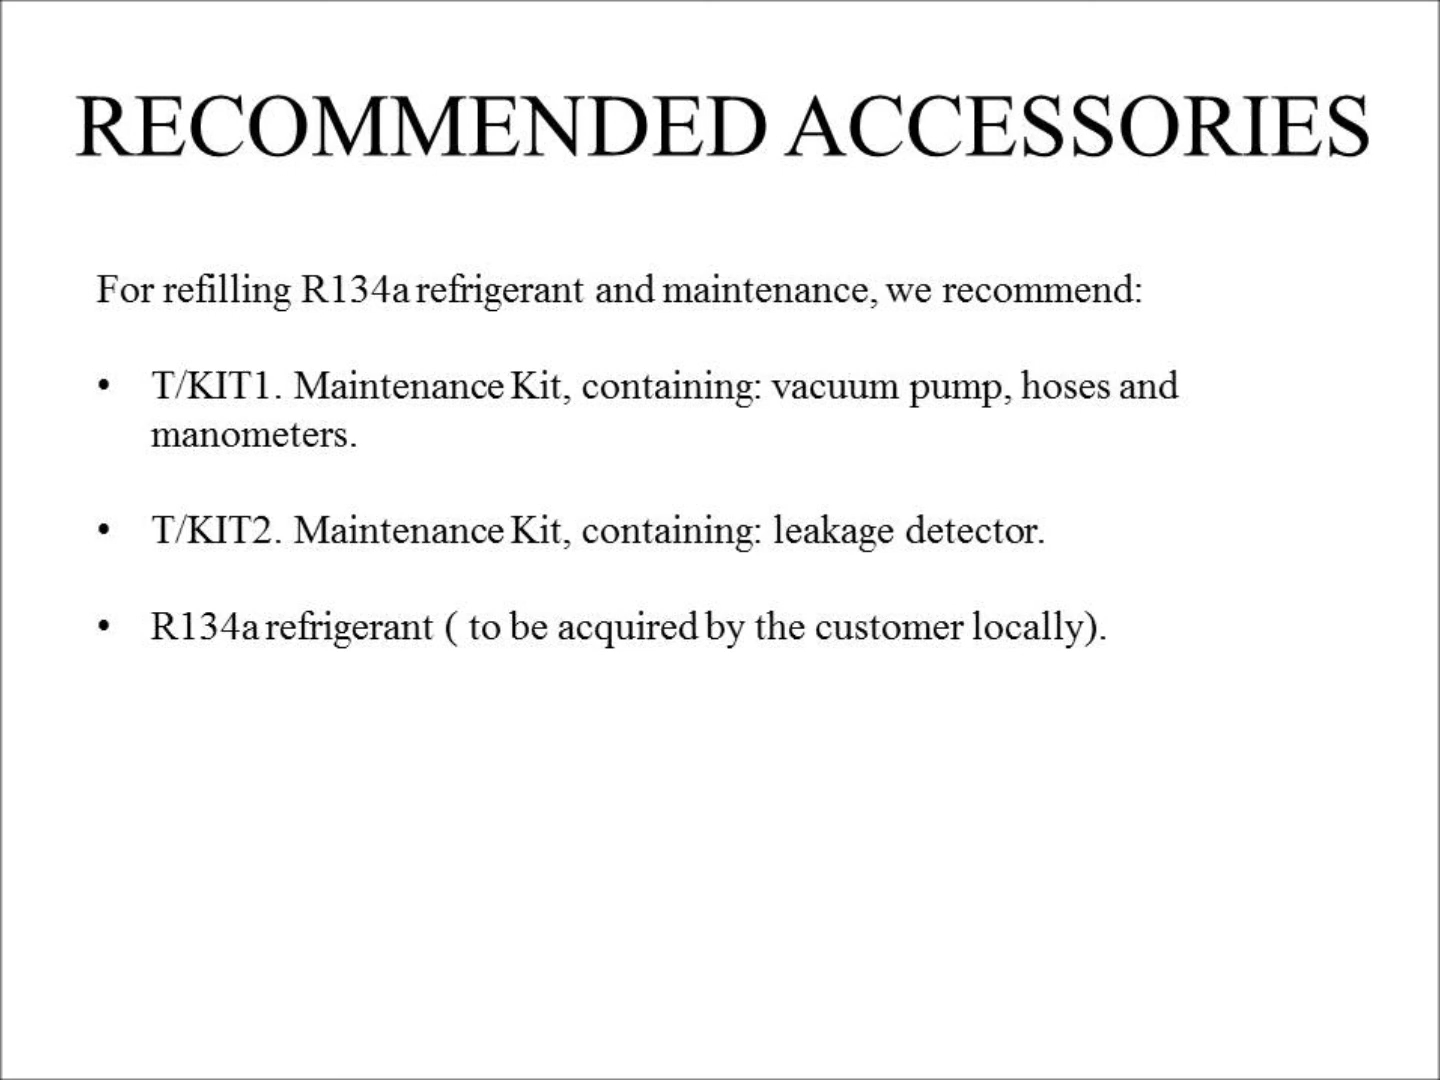 RECOMMENDED ACCESSORIES
For refilling R134a refrigerant and maintenance, we recommend:
• T/KIT1. Maintenance Kit, containing: vacuum pump, hoses and
manometers.
• T/KIT2. Maintenance Kit, containing: leakage detector.
• R134a refrigerant ( to be acquired by the customer locally).